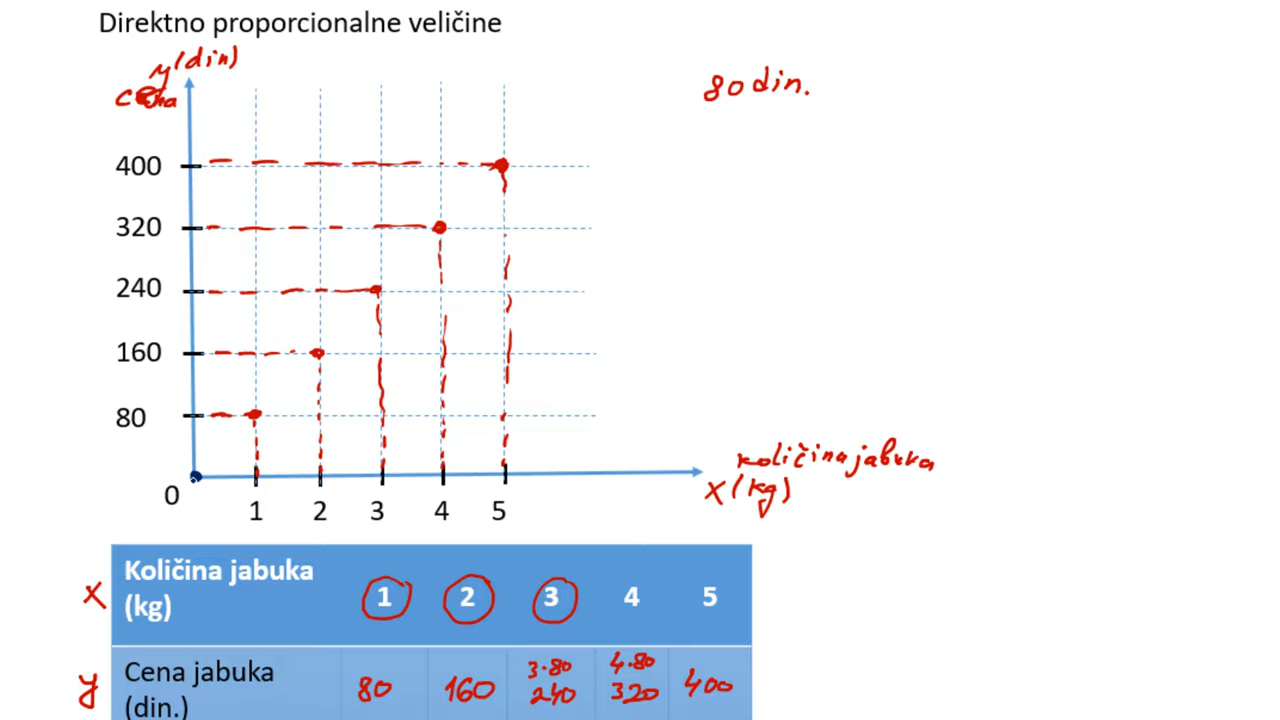 Direktno proporcionalne veličine
y (din)
cena
80 din.
400
320
240
160
80
količina jabuka
x (kg)
0
1 2 3 4 5
x Količina jabuka (kg) 1 2 3 4 5
3·80 4·80
y Cena jabuka (din.) 80 160 240 320 400